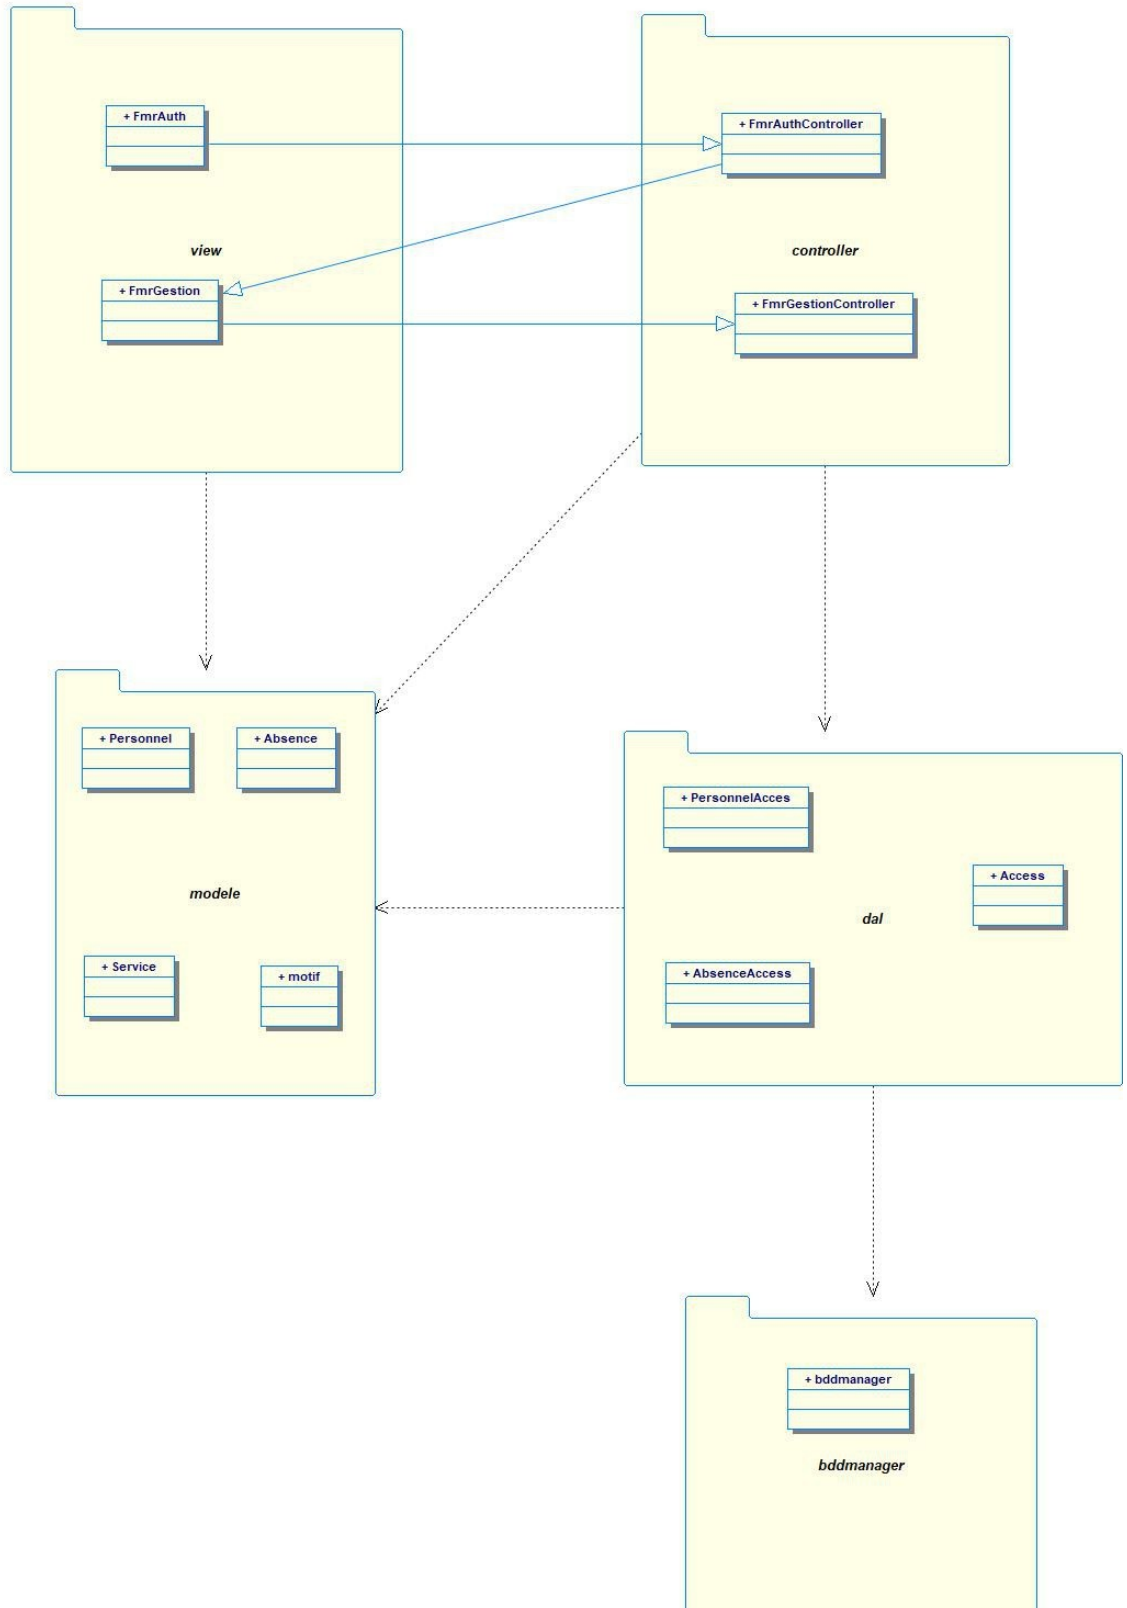 + FmrAuth
+ FmrAuthController
view
controller
+ FmrGestion
+ FmrGestionController
+ Personnel
+ Absence
+ PersonnelAcces
+ Access
modele
dal
+ Service
+ motif
+ AbsenceAccess
+ bddmanager
bddmanager